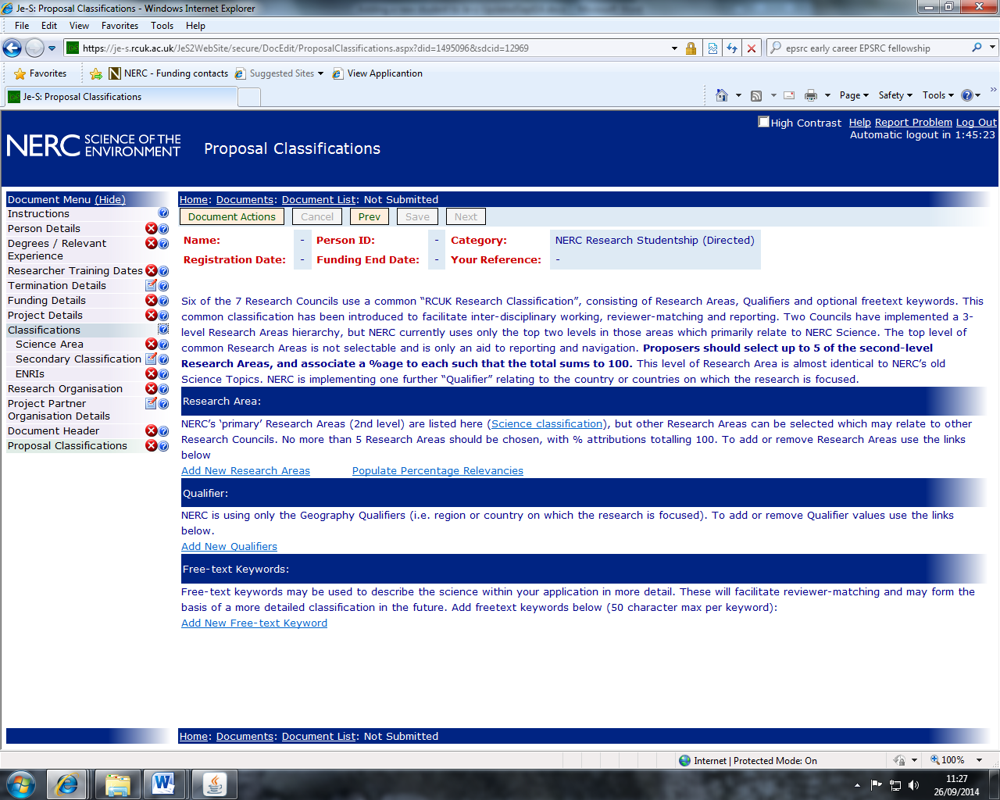 Je-S: Proposal Classifications - Windows Internet Explorer
File Edit View Favorites Tools Help
https://je-s.rcuk.ac.uk/JeS2WebSite/secure/DocEdit/ProposalClassifications.aspx?did=1495096&sdcid=12969
epsrc early career EPSRC fellowship
Favorites NERC - Funding contacts Suggested Sites View Applicantion
Je-S: Proposal Classifications
Page Safety Tools
NERC SCIENCE OF THE
ENVIRONMENT
Proposal Classifications
High Contrast Help Report Problem Log Out
Automatic logout in 1:45:23
Document Menu (Hide)
Instructions
Person Details
Degrees / Relevant
Experience
Researcher Training Dates
Termination Details
Funding Details
Project Details
Classifications
Science Area
Secondary Classification
ENRIs
Research Organisation
Project Partner
Organisation Details
Document Header
Proposal Classifications
Home: Documents: Document List: Not Submitted
Document Actions Cancel Prev Save Next
Name: - Person ID: - Category: NERC Research Studentship (Directed)
Registration Date: - Funding End Date: - Your Reference: -
Six of the 7 Research Councils use a common “RCUK Research Classification”, consisting of Research Areas, Qualifiers and optional freetext keywords. This
common classification has been introduced to facilitate inter-disciplinary working, reviewer-matching and reporting. Two Councils have implemented a 3-
level Research Areas hierarchy, but NERC currently uses only the top two levels in those areas which primarily relate to NERC Science. The top level of
common Research Areas is not selectable and is only an aid to reporting and navigation. Proposers should select up to 5 of the second-level
Research Areas, and associate a %age to each such that the total sums to 100. This level of Research Area is almost identical to NERC’s old
Science Topics. NERC is implementing one further “Qualifier” relating to the country or countries on which the research is focused.
Research Area:
NERC’s ‘primary’ Research Areas (2nd level) are listed here (Science classification), but other Research Areas can be selected which may relate to other
Research Councils. No more than 5 Research Areas should be chosen, with % attributions totalling 100. To add or remove Research Areas use the links
below
Add New Research Areas Populate Percentage Relevancies
Qualifier:
NERC is using only the Geography Qualifiers (i.e. region or country on which the research is focused). To add or remove Qualifier values use the links
below.
Add New Qualifiers
Free-text Keywords:
Free-text keywords may be used to describe the science within your application in more detail. These will facilitate reviewer-matching and may form the
basis of a more detailed classification in the future. Add freetext keywords below (50 character max per keyword):
Add New Free-text Keyword
Home: Documents: Document List: Not Submitted
Internet | Protected Mode: On
100%
11:27
26/09/2014